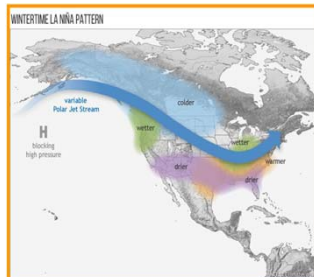 WINTERTIME LA NIÑA PATTERN
variable
Polar Jet Stream
colder
H
blocking
high pressure
wetter
wetter
drier
warmer
drier